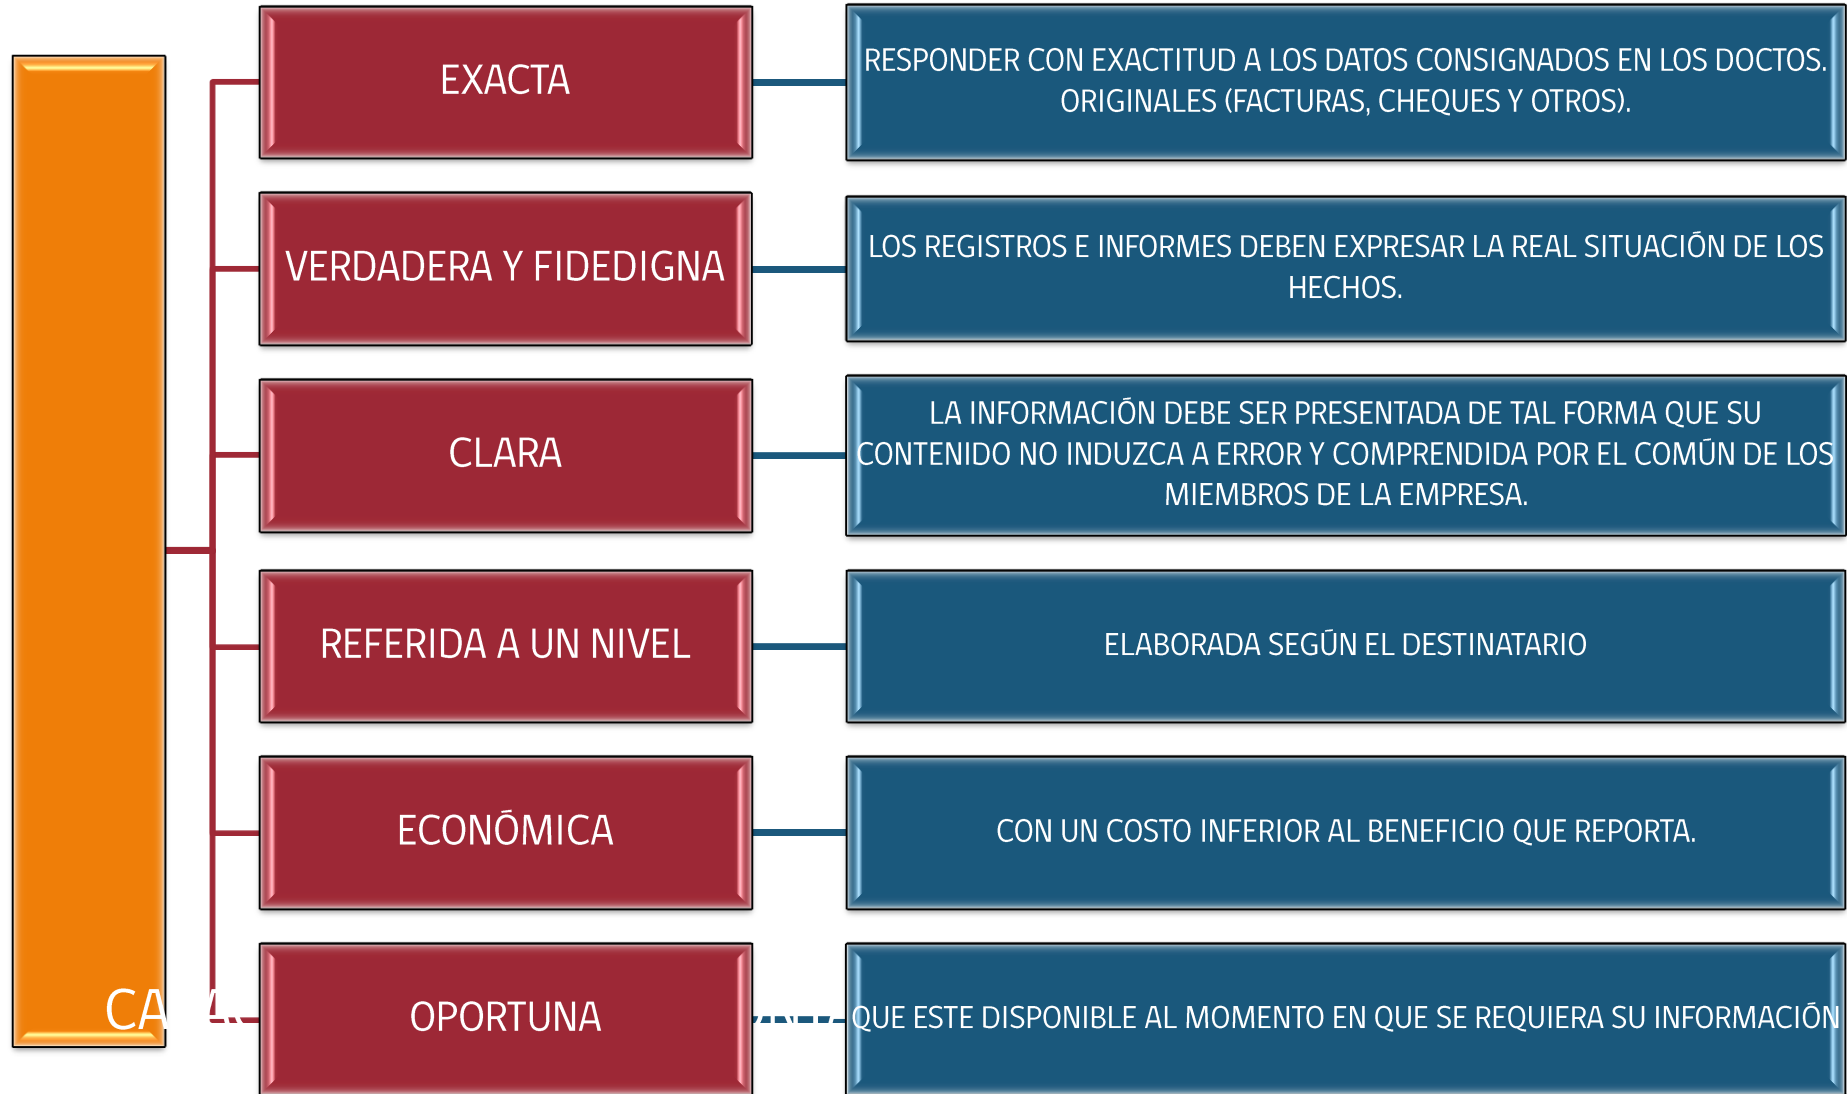 EXACTA
RESPONDER CON EXACTITUD A LOS DATOS CONSIGNADOS EN LOS DOCTOS.
ORIGINALES (FACTURAS, CHEQUES Y OTROS).
VERDADERA Y FIDEDIGNA
LOS REGISTROS E INFORMES DEBEN EXPRESAR LA REAL SITUACIÓN DE LOS
HECHOS.
CLARA
LA INFORMACIÓN DEBE SER PRESENTADA DE TAL FORMA QUE SU
CONTENIDO NO INDUZCA A ERROR Y COMPRENDIDA POR EL COMÚN DE LOS
MIEMBROS DE LA EMPRESA.
REFERIDA A UN NIVEL
ELABORADA SEGÚN EL DESTINATARIO
ECONÓMICA
CON UN COSTO INFERIOR AL BENEFICIO QUE REPORTA.
OPORTUNA
QUE ESTE DISPONIBLE AL MOMENTO EN QUE SE REQUIERA SU INFORMACIÓN